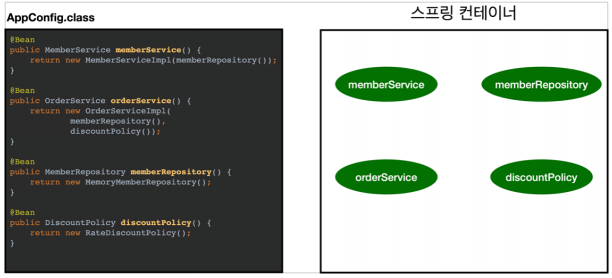 AppConfig.class
@Bean
public MemberService memberService() {
    return new MemberServiceImpl(memberRepository());
}
@Bean
public OrderService orderService() {
    return new OrderServiceImpl(
            memberRepository(),
            discountPolicy());
}
@Bean
public MemberRepository memberRepository() {
    return new MemoryMemberRepository();
}
@Bean
public DiscountPolicy discountPolicy() {
    return new RateDiscountPolicy();
}
스프링 컨테이너
memberService
memberRepository
orderService
discountPolicy